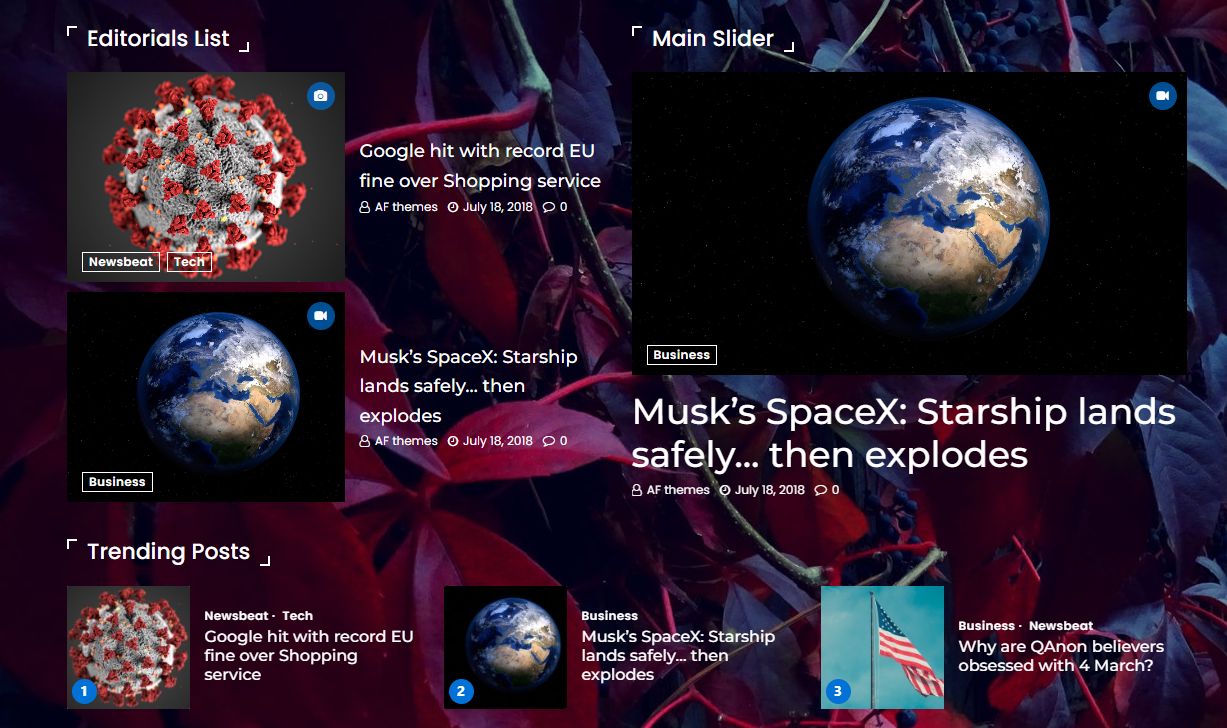 Editorials List
Newsbeat Tech
Google hit with record EU
fine over Shopping service
AF themes July 18, 2018 0
Business
Musk’s SpaceX: Starship
lands safely… then
explodes
AF themes July 18, 2018 0
Main Slider
Business
Musk’s SpaceX: Starship lands
safely… then explodes
AF themes July 18, 2018 0
Trending Posts
1
Newsbeat · Tech
Google hit with record EU
fine over Shopping
service
2
Business
Musk’s SpaceX: Starship
lands safely… then
explodes
3
Business · Newsbeat
Why are QAnon believers
obsessed with 4 March?